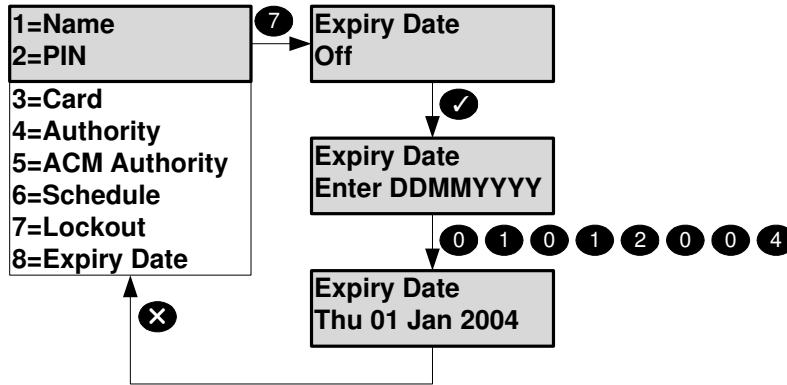 1=Name
2=PIN
3=Card
4=Authority
5=ACM Authority
6=Schedule
7=Lockout
8=Expiry Date
7
Expiry Date
Off
✓
Expiry Date
Enter DDMMYYYY
0 1 0 1 2 0 0 4
Expiry Date
Thu 01 Jan 2004
✕